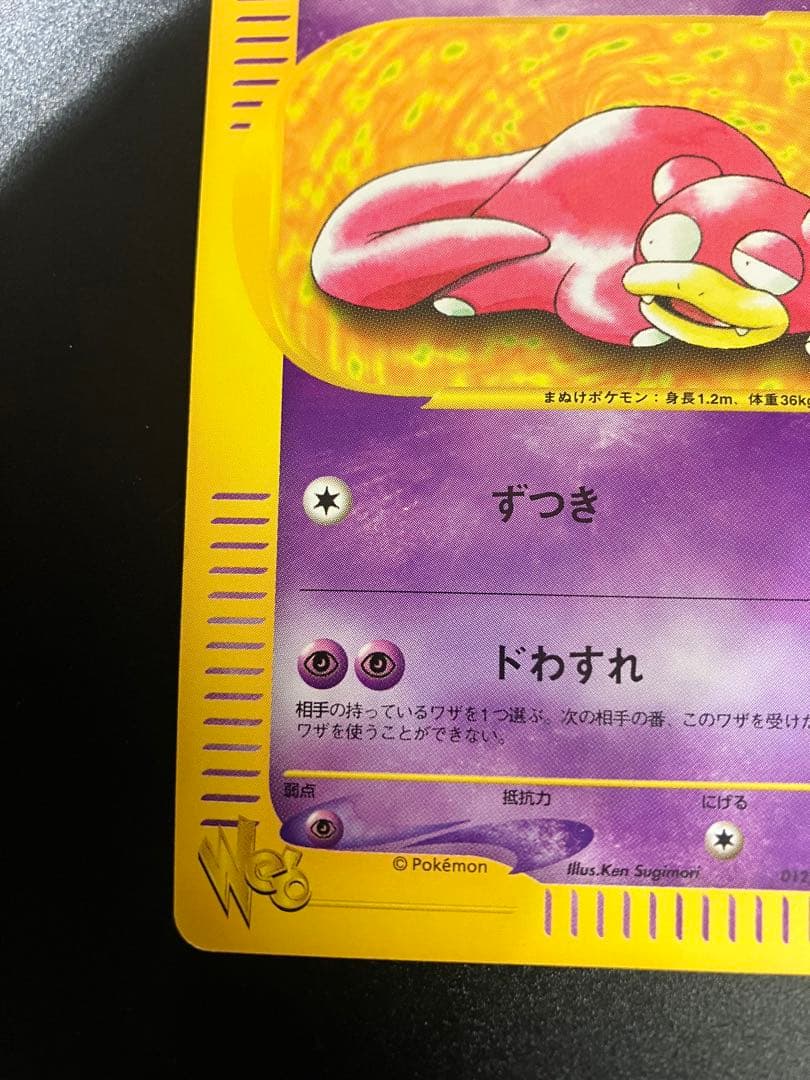 まぬけポケモン：身長1.2m、体重36kg
ずつき
ドわすれ
相手の持っているワザを1つ選ぶ。次の相手の番、このワザを受けた
ワザを使うことができない。
弱点
抵抗力
にげる
Web
© Pokémon
Illus.Ken Sugimori
012